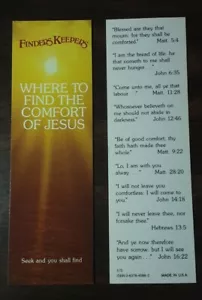 FINDERS KEEPERS
WHERE TO
FIND THE
COMFORT
OF JESUS
Seek and you shall find
"Blessed are they that
mourn: for they shall be
comforted." Matt. 5:4
"I am the bread of life: he
that cometh to me shall
never hunger. . ."
John 6:35
"Come unto me, all ye that
labour. . ." Matt. 11:28
"Whosoever believeth on
me should not abide in
darkness." John 12:46
"Be of good comfort; thy
faith hath made thee
whole." Matt. 9:22
"Lo, I am with you
alway. . ." Matt. 28:20
"I will not leave you
comfortless: I will come to
you." John 14:18
"I will never leave thee, nor
forsake thee."
Hebrews 13:5
"And ye now therefore
have sorrow: but I will see
you again. . ." John 16:22
MADE IN U.S.A.